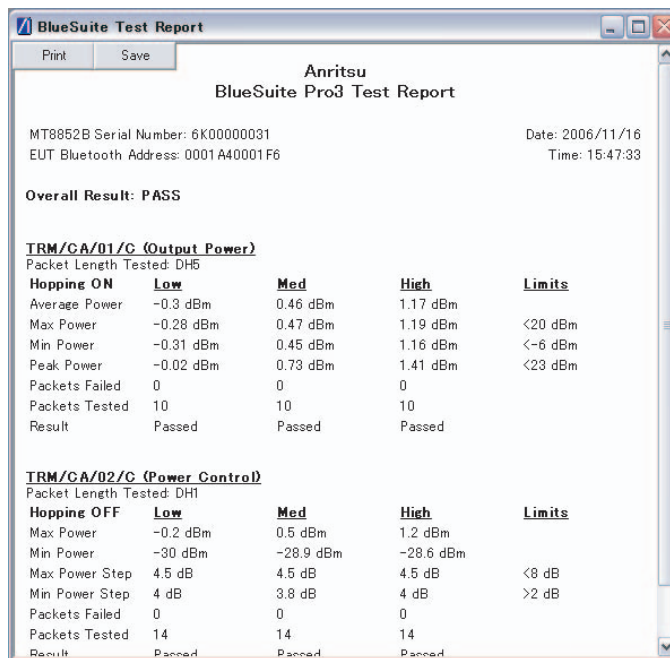 BlueSuite Test Report
Print Save
Anritsu
BlueSuite Pro3 Test Report
MT8852B Serial Number: 6K00000031 Date: 2006/11/16
EUT Bluetooth Address: 0001A40001F6 Time: 15:47:33
Overall Result: PASS
TRM/CA/01/C (Output Power)
Packet Length Tested: DH5
Hopping ON Low Med High Limits
Average Power -0.3 dBm 0.46 dBm 1.17 dBm
Max Power -0.28 dBm 0.47 dBm 1.19 dBm <20 dBm
Min Power -0.31 dBm 0.45 dBm 1.16 dBm <-6 dBm
Peak Power -0.02 dBm 0.73 dBm 1.41 dBm <23 dBm
Packets Failed 0 0 0
Packets Tested 10 10 10
Result Passed Passed Passed
TRM/CA/02/C (Power Control)
Packet Length Tested: DH1
Hopping OFF Low Med High Limits
Max Power -0.2 dBm 0.5 dBm 1.2 dBm
Min Power -30 dBm -28.9 dBm -28.6 dBm
Max Power Step 4.5 dB 4.5 dB 4.5 dB <8 dB
Min Power Step 4 dB 3.8 dB 4 dB >2 dB
Packets Failed 0 0 0
Packets Tested 14 14 14
Result Passed Passed Passed